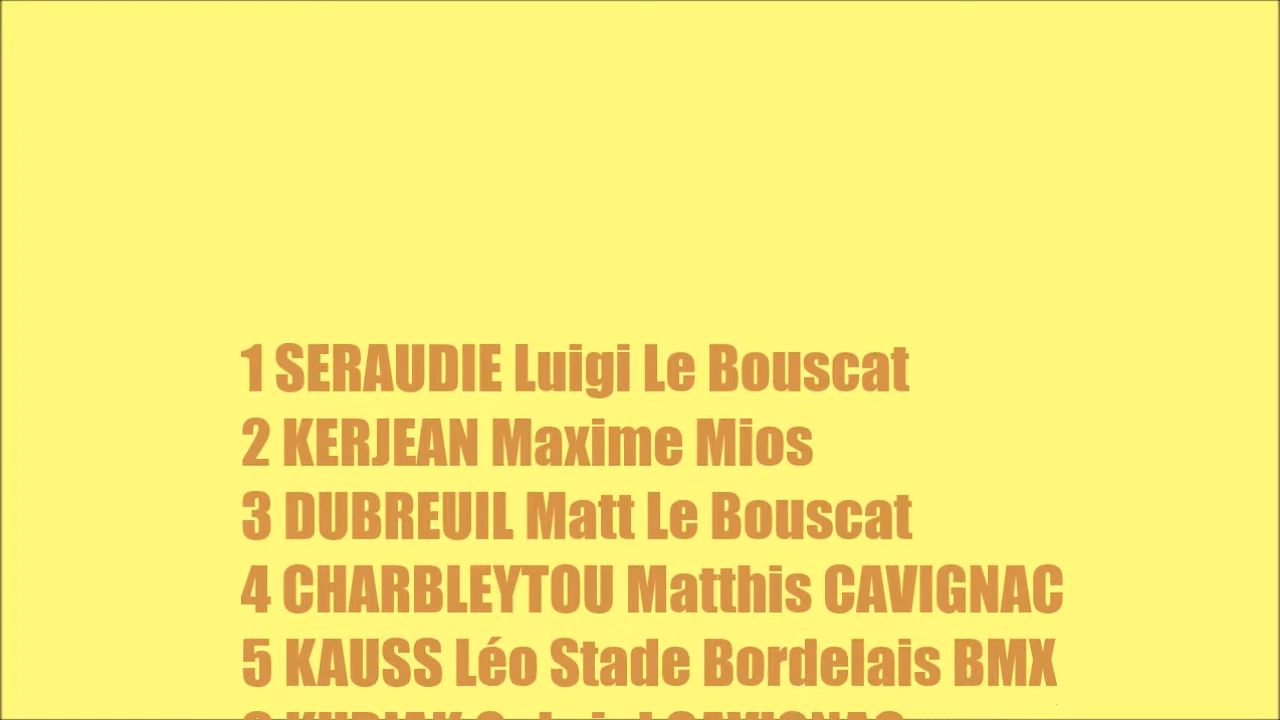 1 SERAUDIE Luigi Le Bouscat
2 KERJEAN Maxime Mios
3 DUBREUIL Matt Le Bouscat
4 CHARBLEYTOU Matthis CAVIGNAC
5 KAUSS Léo Stade Bordelais BMX